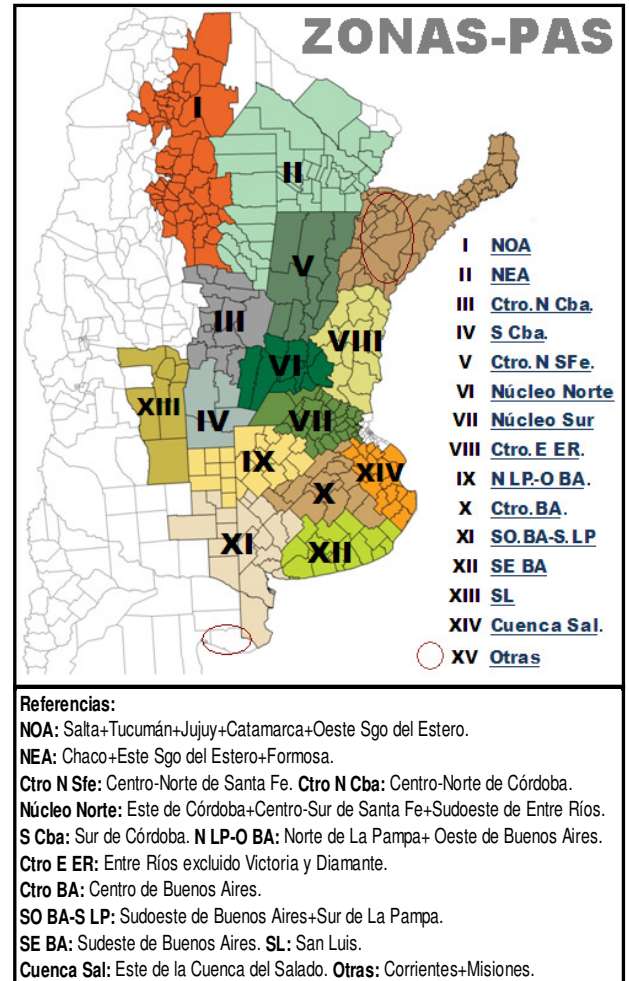 ZONAS-PAS
I
II
III
IV
V
VI
VII
VIII
IX
X
XI
XII
XIII
XIV
I NOA
II NEA
III Ctro.N Cba.
IV S Cba.
V Ctro.N SFe.
VI Núcleo Norte
VII Núcleo Sur
VIII Ctro.E ER.
IX N LP.-O BA.
X Ctro.BA.
XI SO.BA-S.LP
XII SE BA
XIII SL
XIV Cuenca Sal.
XV Otras
Referencias:
NOA: Salta+Tucumán+Jujuy+Catamarca+Oeste Sgo del Estero.
NEA: Chaco+Este Sgo del Estero+Formosa.
Ctro N Sfe: Centro-Norte de Santa Fe. Ctro N Cba: Centro-Norte de Córdoba.
Núcleo Norte: Este de Córdoba+Centro-Sur de Santa Fe+Sudoeste de Entre Ríos.
S Cba: Sur de Córdoba. N LP-O BA: Norte de La Pampa+ Oeste de Buenos Aires.
Ctro E ER: Entre Ríos excluido Victoria y Diamante.
Ctro BA: Centro de Buenos Aires.
SO BA-S LP: Sudoeste de Buenos Aires+Sur de La Pampa.
SE BA: Sudeste de Buenos Aires. SL: San Luis.
Cuenca Sal: Este de la Cuenca del Salado. Otras: Corrientes+Misiones.